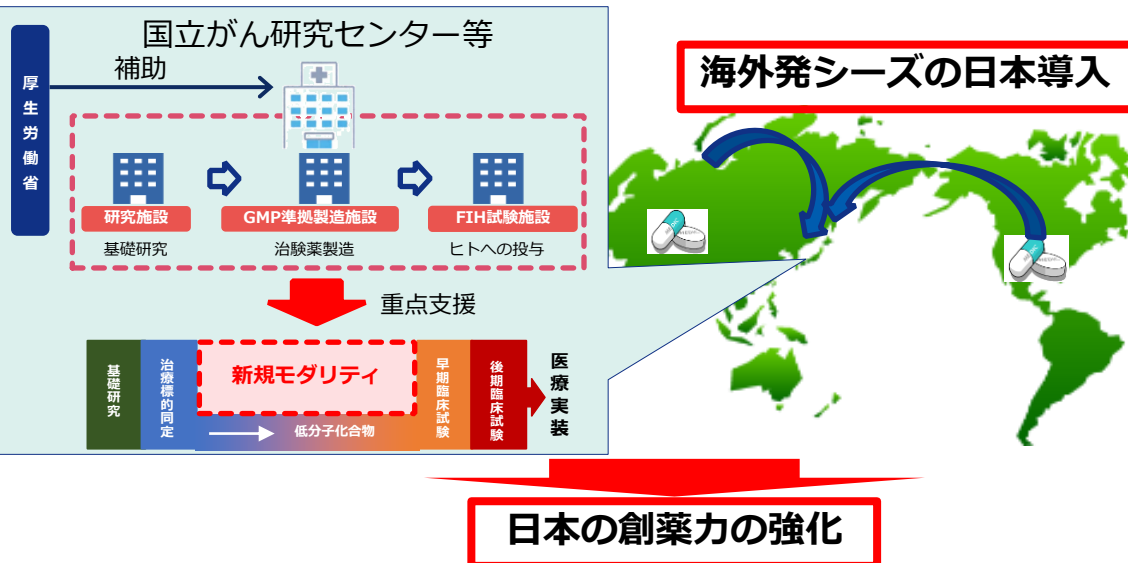 国立がん研究センター等
厚生労働省
補助
海外発シーズの日本導入
研究施設
GMP準拠製造施設
FIH試験施設
基礎研究
治験薬製造
ヒトへの投与
重点支援
基礎研究
治療標的同定
新規モダリティ
低分子化合物
早期臨床試験
後期臨床試験
医療実装
日本の創薬力の強化